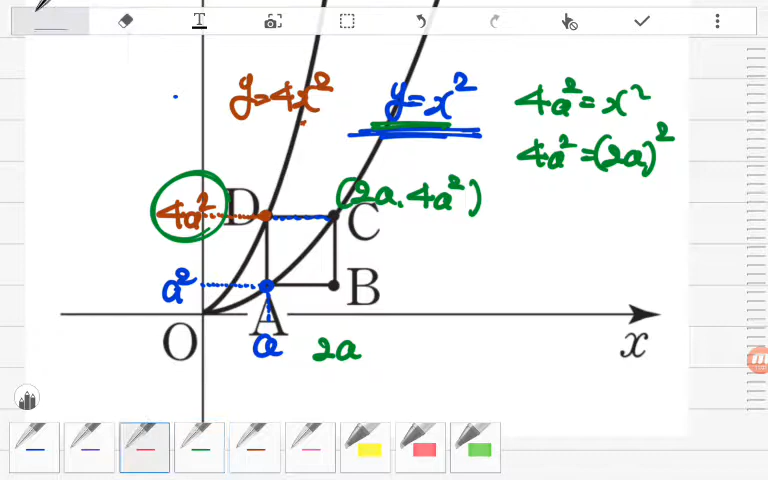 T
y=4x²
y=x²
4a²=x²
4a²=(2a)²
4a²
D
(2a, 4a²)
C
a²
B
O
A
x
a
2a